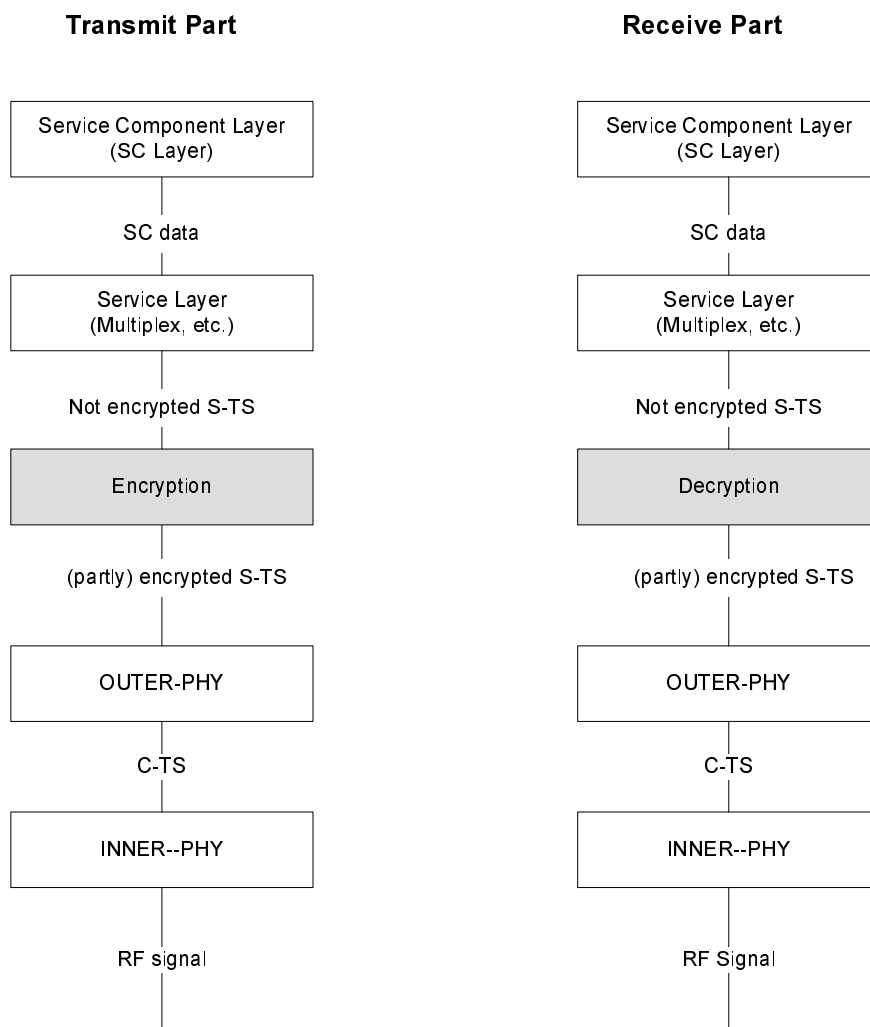 Transmit Part
Service Component Layer
(SC Layer)
SC data
Service Layer
(Multiplex, etc.)
Not encrypted S-TS
Encryption
(partly) encrypted S-TS
OUTER-PHY
C-TS
INNER--PHY
RF signal
Receive Part
Service Component Layer
(SC Layer)
SC data
Service Layer
(Multiplex, etc.)
Not encrypted S-TS
Decryption
(partly) encrypted S-TS
OUTER-PHY
C-TS
INNER--PHY
RF Signal